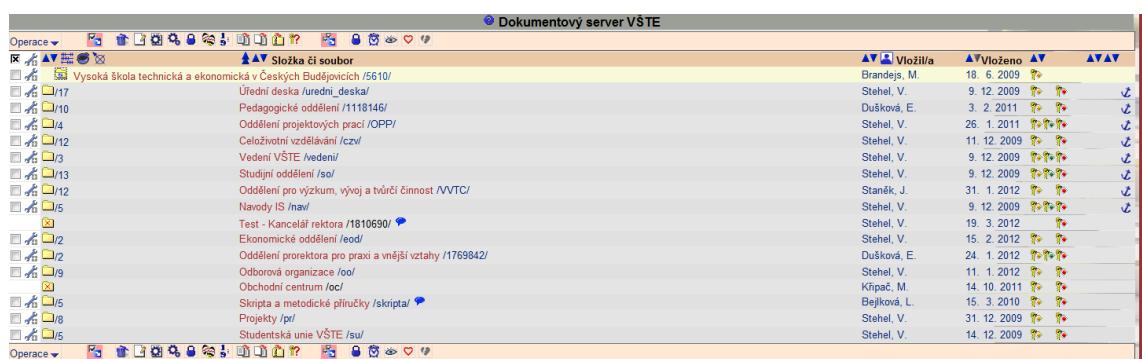 Dokumentový server VŠTE
Operace
Složka či soubor Vložil/a Vloženo
Vysoká škola technická a ekonomická v Českých Budějovicích /5610/ Brandejs, M. 18. 6. 2009
/17 Úřední deska /uredni_deska/ Stehel, V. 9. 12. 2009
/10 Pedagogické oddělení /1118146/ Dušková, E. 3. 2. 2011
/4 Oddělení projektových prací /OPP/ Stehel, V. 26. 1. 2011
/12 Celoživotní vzdělávání /czv/ Stehel, V. 11. 12. 2009
/3 Vedení VŠTE /vedeni/ Stehel, V. 9. 12. 2009
/13 Studijní oddělení /so/ Stehel, V. 9. 12. 2009
/12 Oddělení pro výzkum, vývoj a tvůrčí činnost /VVTC/ Staněk, J. 31. 1. 2012
/5 Navody IS /nav/ Stehel, V. 9. 12. 2009
Test - Kancelář rektora /1810690/ Stehel, V. 19. 3. 2012
/2 Ekonomické oddělení /eod/ Stehel, V. 15. 2. 2012
/2 Oddělení prorektora pro praxi a vnější vztahy /1769842/ Dušková, E. 24. 1. 2012
/9 Odborová organizace /oo/ Stehel, V. 11. 1. 2012
Obchodní centrum /oc/ Křipač, M. 14. 10. 2011
/5 Skripta a metodické příručky /skripta/ Bejlková, L. 15. 3. 2010
/8 Projekty /pr/ Stehel, V. 31. 12. 2009
/5 Studentská unie VŠTE /su/ Stehel, V. 14. 12. 2009
Operace